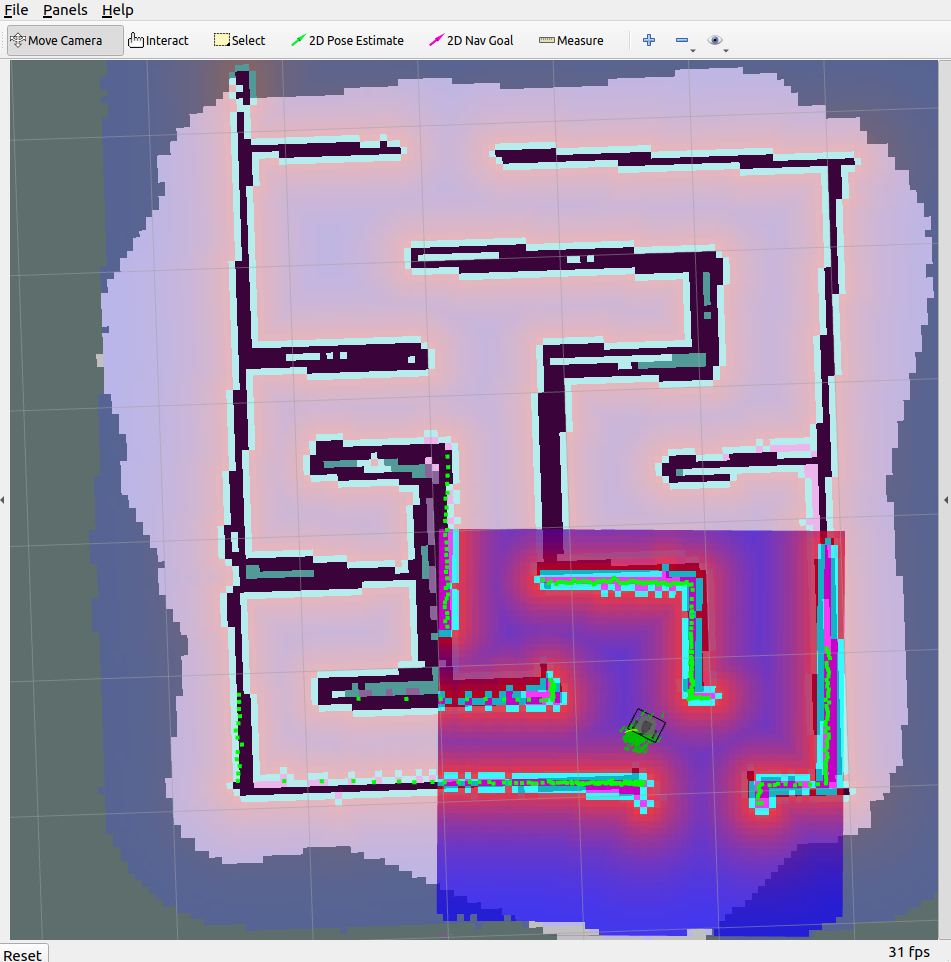 File Panels Help
Move Camera Interact Select 2D Pose Estimate 2D Nav Goal Measure
Reset 31 fps